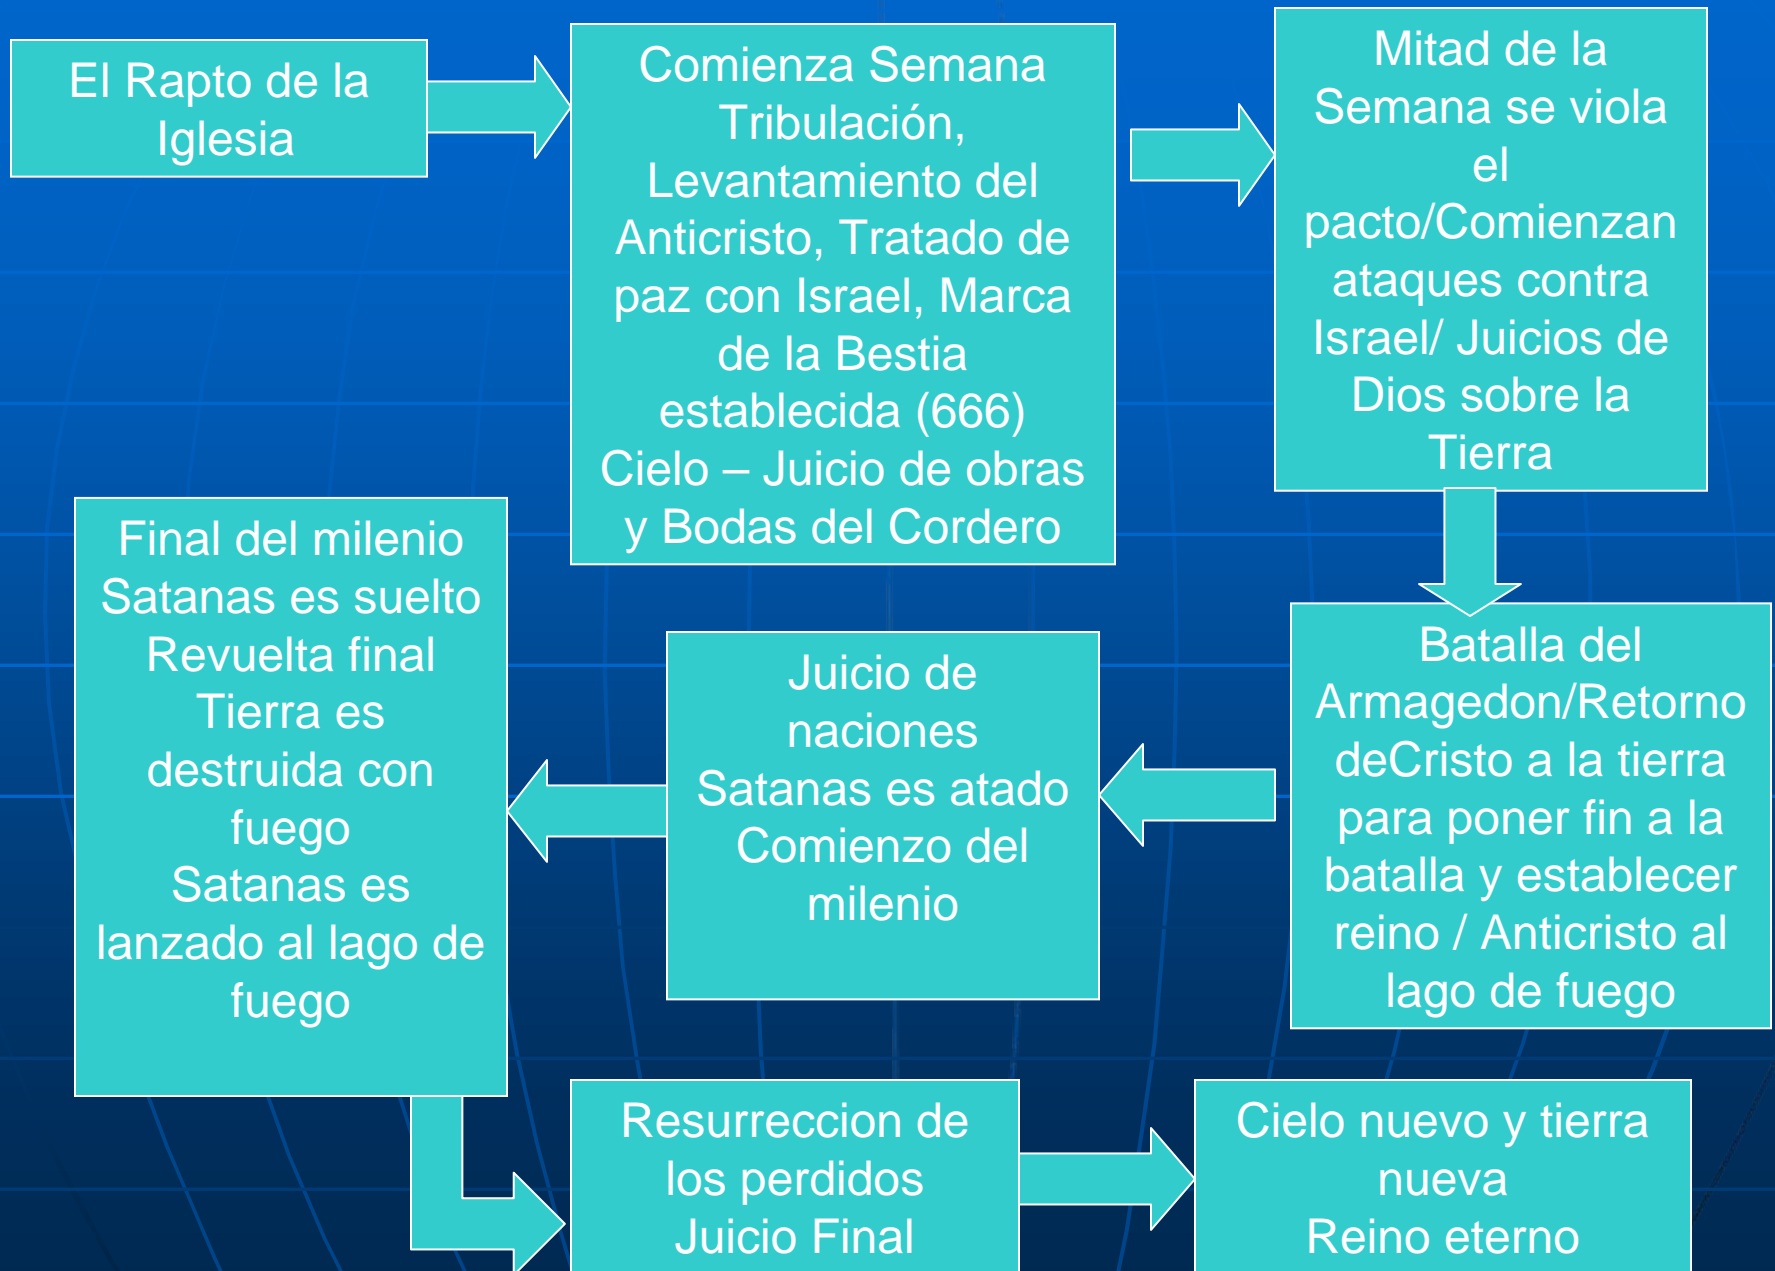 El Rapto de la
Iglesia
Comienza Semana
Tribulación,
Levantamiento del
Anticristo, Tratado de
paz con Israel, Marca
de la Bestia
establecida (666)
Cielo – Juicio de obras
y Bodas del Cordero
Mitad de la
Semana se viola
el
pacto/Comienzan
ataques contra
Israel/ Juicios de
Dios sobre la
Tierra
Batalla del
Armagedon/Retorno
deCristo a la tierra
para poner fin a la
batalla y establecer
reino / Anticristo al
lago de fuego
Juicio de
naciones
Satanas es atado
Comienzo del
milenio
Final del milenio
Satanas es suelto
Revuelta final
Tierra es
destruida con
fuego
Satanas es
lanzado al lago de
fuego
Resurreccion de
los perdidos
Juicio Final
Cielo nuevo y tierra
nueva
Reino eterno